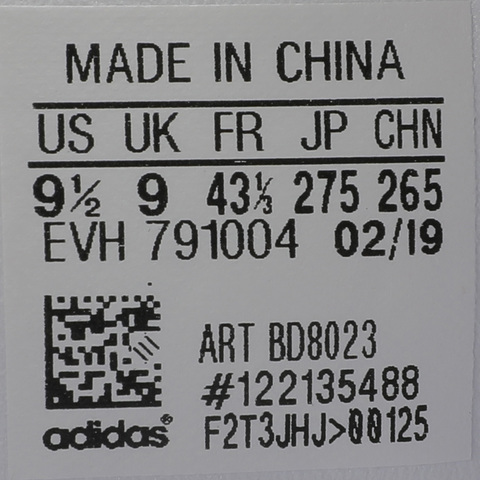 MADE IN CHINA
US UK FR JP CHN
9½ 9 43⅓ 275 265
EVH 791004 02/19
ART BD8023
#122135488
adidas® F2T3JHJ>00125